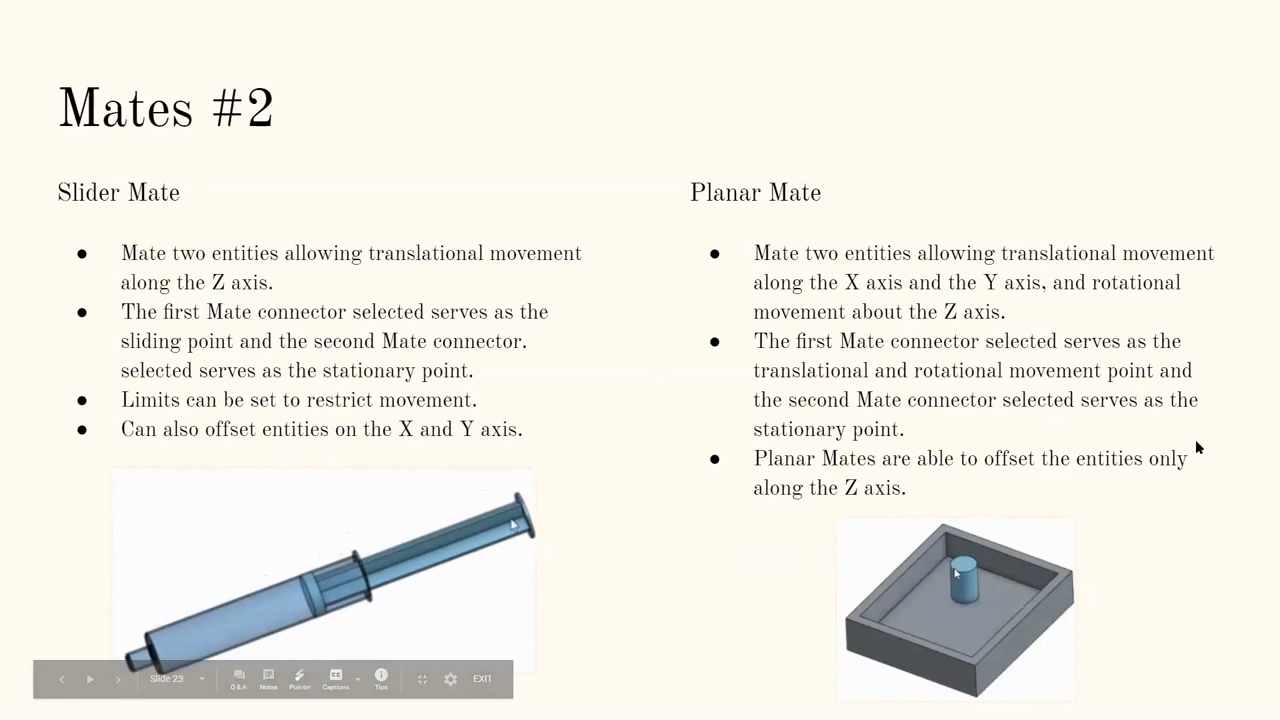 Mates #2
Slider Mate
● Mate two entities allowing translational movement
along the Z axis.
● The first Mate connector selected serves as the
sliding point and the second Mate connector.
selected serves as the stationary point.
● Limits can be set to restrict movement.
● Can also offset entities on the X and Y axis.
Planar Mate
● Mate two entities allowing translational movement
along the X axis and the Y axis, and rotational
movement about the Z axis.
● The first Mate connector selected serves as the
translational and rotational movement point and
the second Mate connector selected serves as the
stationary point.
● Planar Mates are able to offset the entities only
along the Z axis.
Slide 23
Q & A
Notes
Pointer
CC
Captions
Tips
EXIT